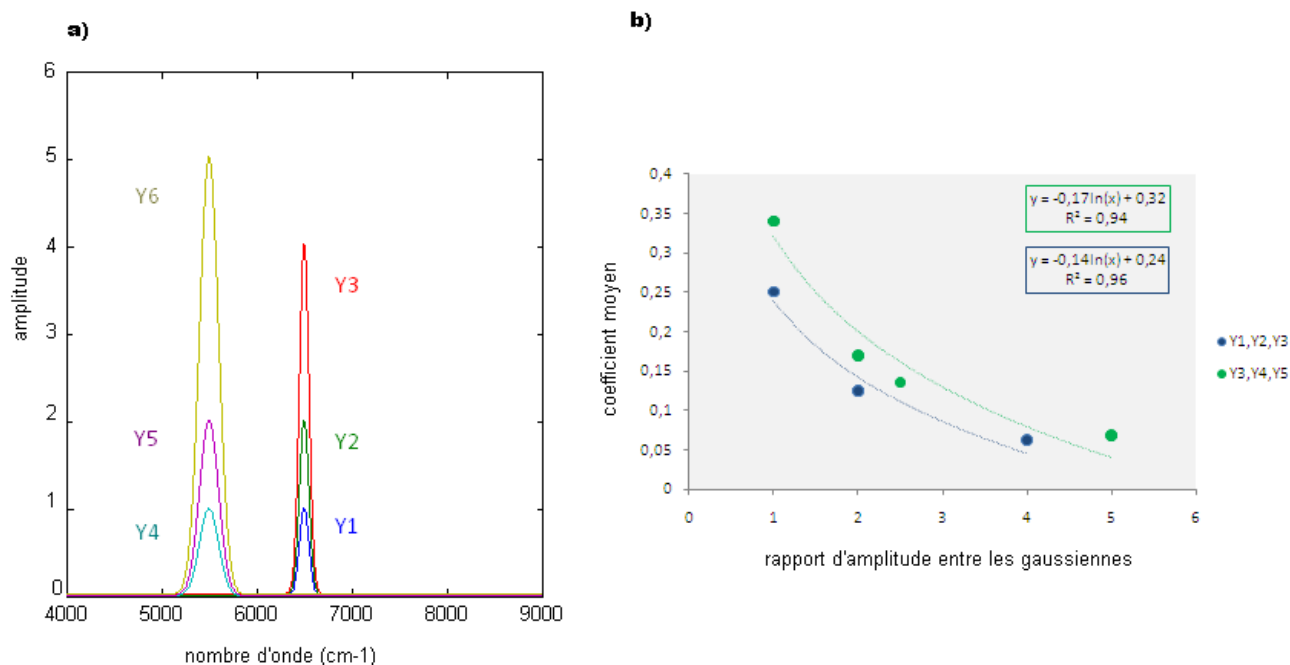 a)
6
5
4
3
2
1
0
4000 5000 6000 7000 8000 9000
amplitude
nombre d'onde (cm-1)
Y6
Y5
Y4
Y3
Y2
Y1
b)
0,4
0,35
0,3
0,25
0,2
0,15
0,1
0,05
0
0 1 2 3 4 5 6
coefficient moyen
rapport d'amplitude entre les gaussiennes
y = -0,17ln(x) + 0,32
R² = 0,94
y = -0,14ln(x) + 0,24
R² = 0,96
Y1,Y2,Y3
Y3,Y4,Y5